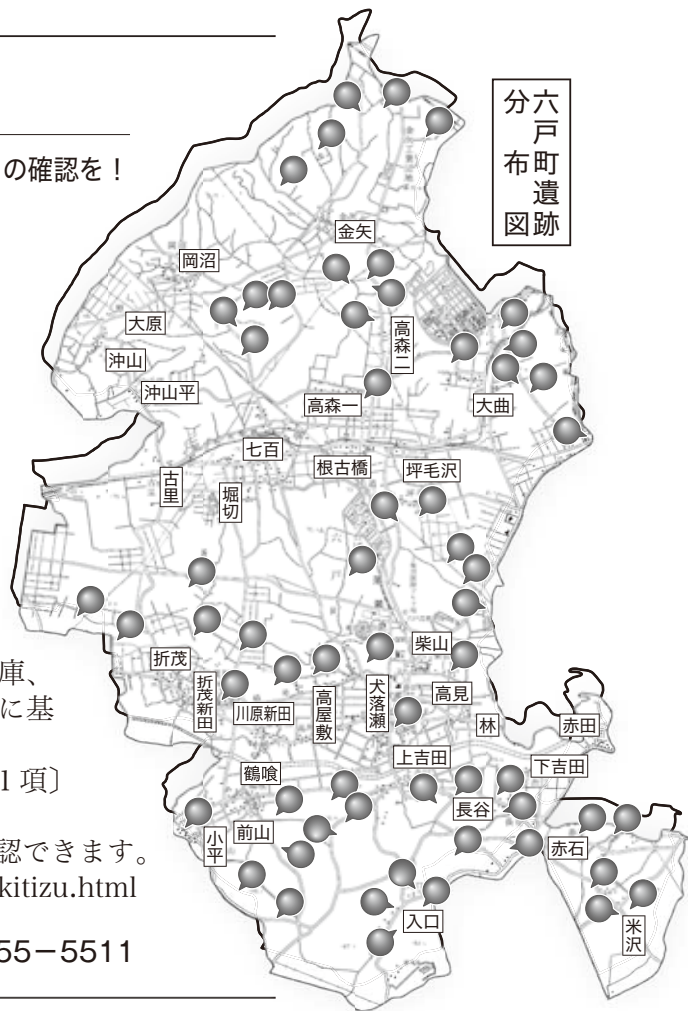 六戸町遺跡
分布図
の確認を！
金矢
岡沼
大原
高森二
沖山
沖山平
高森一
大曲
七百
根古橋
坪毛沢
古里
堀切
柴山
折茂
折茂新田
川原新田
高屋敷
犬落瀬
高見
林
赤田
上吉田
下吉田
鶴喰
長谷
小平
前山
赤石
入口
米沢
庫、
に基
1 項〕
認できます。
kitizu.html
55－5511